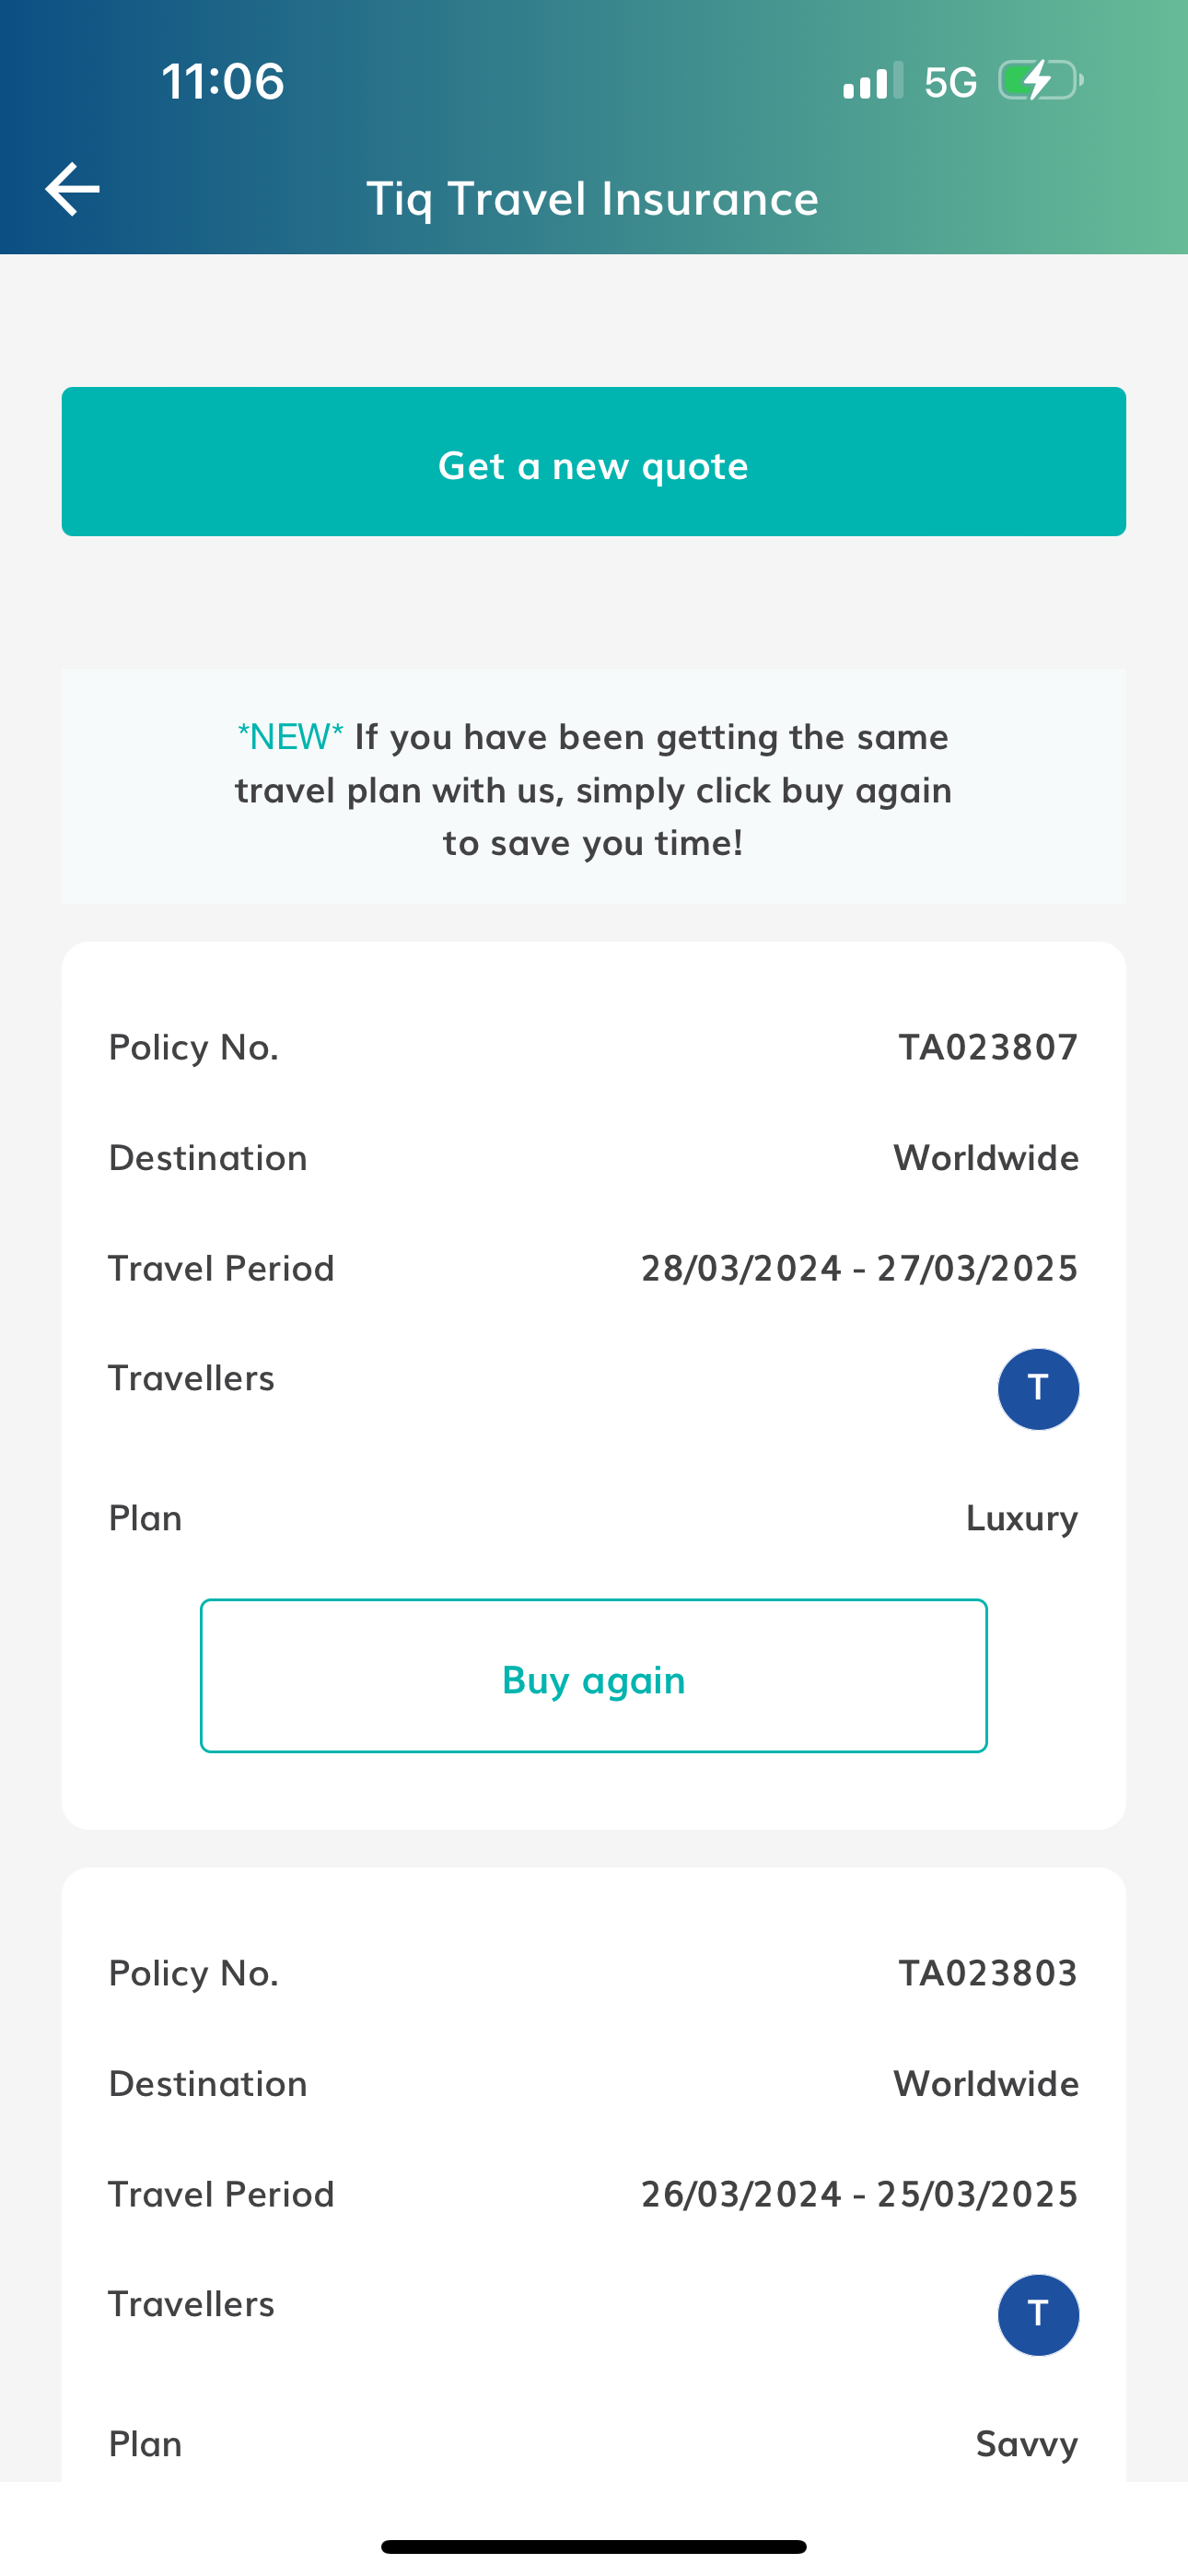 11:06
5G
Tiq Travel Insurance
Get a new quote
*NEW* If you have been getting the same
travel plan with us, simply click buy again
to save you time!
Policy No. TA023807
Destination Worldwide
Travel Period 28/03/2024 - 27/03/2025
Travellers T
Plan Luxury
Buy again
Policy No. TA023803
Destination Worldwide
Travel Period 26/03/2024 - 25/03/2025
Travellers T
Plan Savvy